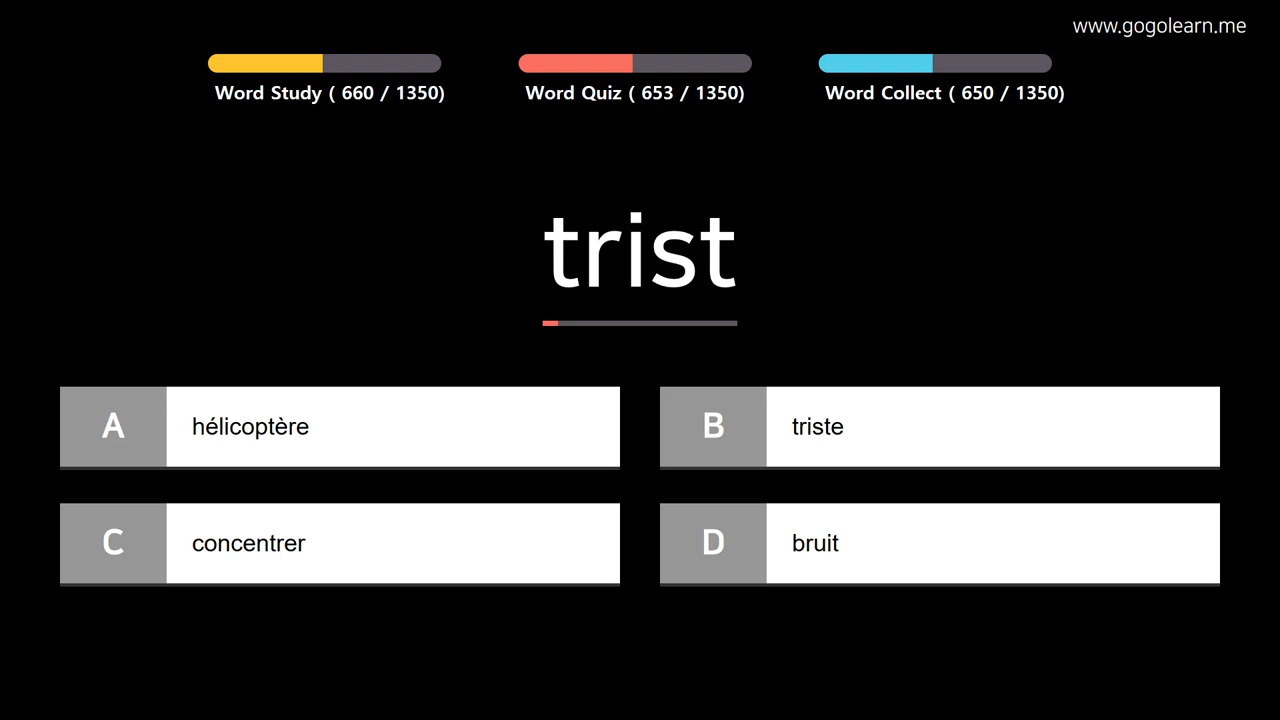 www.gogolearn.me
Word Study ( 660 / 1350)
Word Quiz ( 653 / 1350)
Word Collect ( 650 / 1350)
trist
A hélicoptère
B triste
C concentrer
D bruit